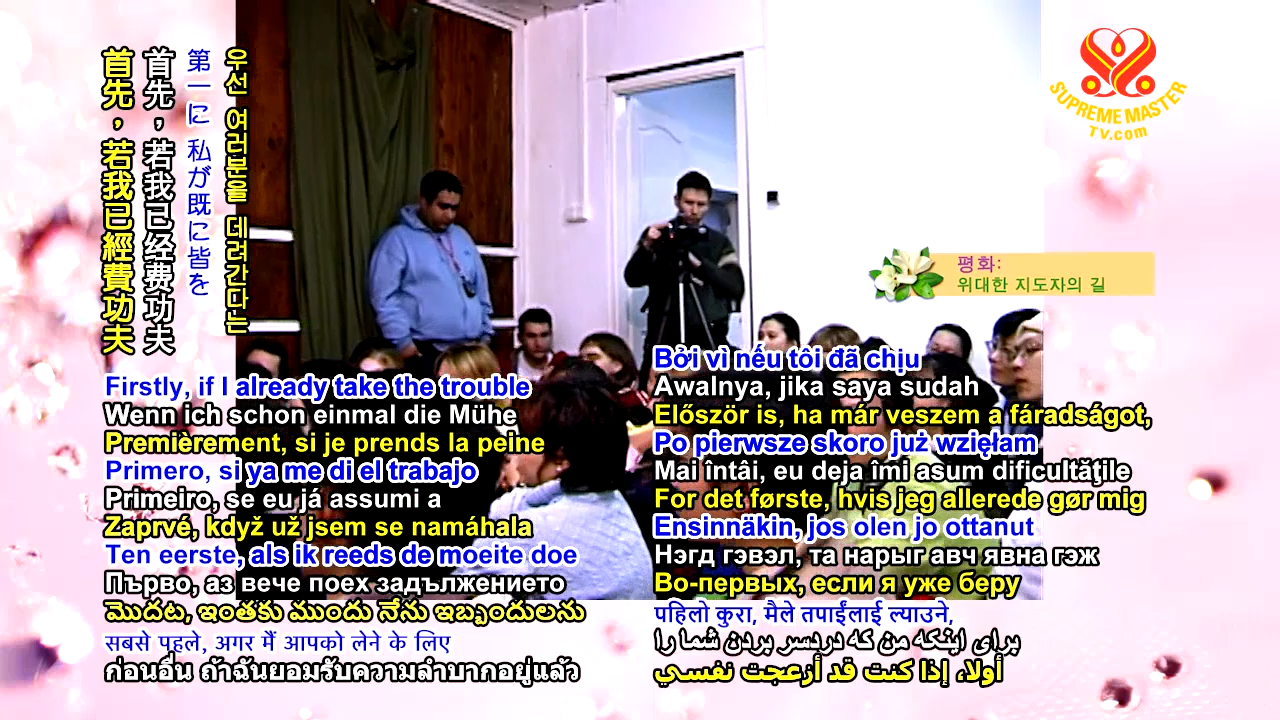 首先，若我已經費功夫
首先，若我已经费功夫
第一に 私が既に皆を
우선 여러분을 데려간다는
SUPREME MASTER
TV.com
평화:
위대한 지도자의 길
Firstly, if I already take the trouble
Wenn ich schon einmal die Mühe
Premièrement, si je prends la peine
Primero, si ya me di el trabajo
Primeiro, se eu já assumi a
Zaprvé, když už jsem se namáhala
Ten eerste, als ik reeds de moeite doe
Първо, аз вече поех задължението
మొదట, ఇంతకు ముందు నేను ఇబ్బందులను
सबसे पहले, अगर मैं आपको लेने के लिए
ก่อนอื่น ถ้าฉันยอมรับความลำบากอยู่แล้ว
Bởi vì nếu tôi đã chịu
Awalnya, jika saya sudah
Először is, ha már veszem a fáradságot,
Po pierwsze skoro już wzięłam
Mai întâi, eu deja îmi asum dificultăţile
For det første, hvis jeg allerede gør mig
Ensinnäkin, jos olen jo ottanut
Нэгд гэвэл, та нарыг авч явна гэж
Во-первых, если я уже беру
पहिलो कुरा, मैले तपाईंलाई ल्याउने,
برای اینکه من که دردسر بردن شما را
أولا، إذا كنت قد أزعجت نفسي